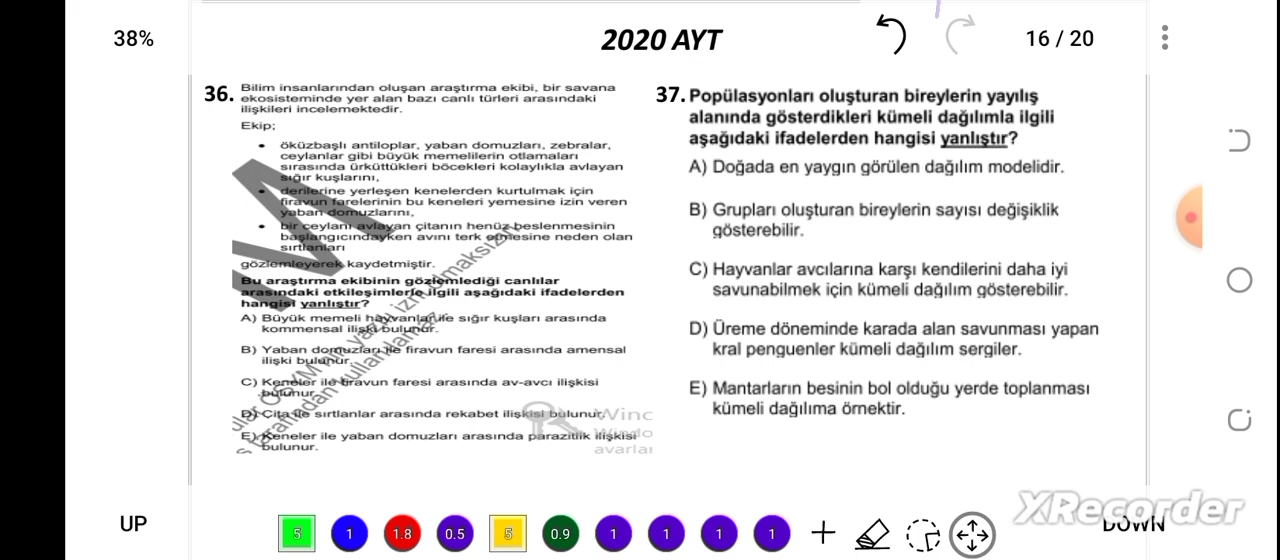 38%
2020 AYT
16 / 20
36. Bilim insanlarından oluşan araştırma ekibi, bir savana
ekosisteminde yer alan bazı canlı türleri arasındaki
ilişkileri incelemektedir.
Ekip;
• öküzbaşlı antiloplar, yaban domuzları, zebralar,
ceylanlar gibi büyük memelilerin otlamaları
sırasında ürküttükleri böcekleri kolaylıkla avlayan
sığır kuşlarını,
• derilerine yerleşen kenelerden kurtulmak için
firavun farelerinin bu keneleri yemesine izin veren
yaban domuzlarını,
• bir ceylanı avlayan çitanın henüz beslenmesinin
başlangıcındayken avını terk etmesine neden olan
sırtlanları
gözlemleyerek kaydetmiştir.
Bu araştırma ekibinin gözlemlediği canlılar
arasındaki etkileşimlerle ilgili aşağıdaki ifadelerden
hangisi yanlıştır?
A) Büyük memeli hayvanlar ile sığır kuşları arasında
kommensal ilişki bulunur.
B) Yaban domuzları ile firavun faresi arasında amensal
ilişki bulunur.
C) Keneler ile firavun faresi arasında av-avcı ilişkisi
bulunur.
D) Çita ile sırtlanlar arasında rekabet ilişkisi bulunur.
E) Keneler ile yaban domuzları arasında parazitlik ilişkisi
bulunur.
37. Popülasyonları oluşturan bireylerin yayılış
alanında gösterdikleri kümeli dağılımla ilgili
aşağıdaki ifadelerden hangisi yanlıştır?
A) Doğada en yaygın görülen dağılım modelidir.
B) Grupları oluşturan bireylerin sayısı değişiklik
gösterebilir.
C) Hayvanlar avcılarına karşı kendilerini daha iyi
savunabilmek için kümeli dağılım gösterebilir.
D) Üreme döneminde karada alan savunması yapan
kral penguenler kümeli dağılım sergiler.
E) Mantarların besinin bol olduğu yerde toplanması
kümeli dağılıma örnektir.
UP
5 1 1.8 0.5 5 0.9 1 1 1 1
XRecorder
DOWN